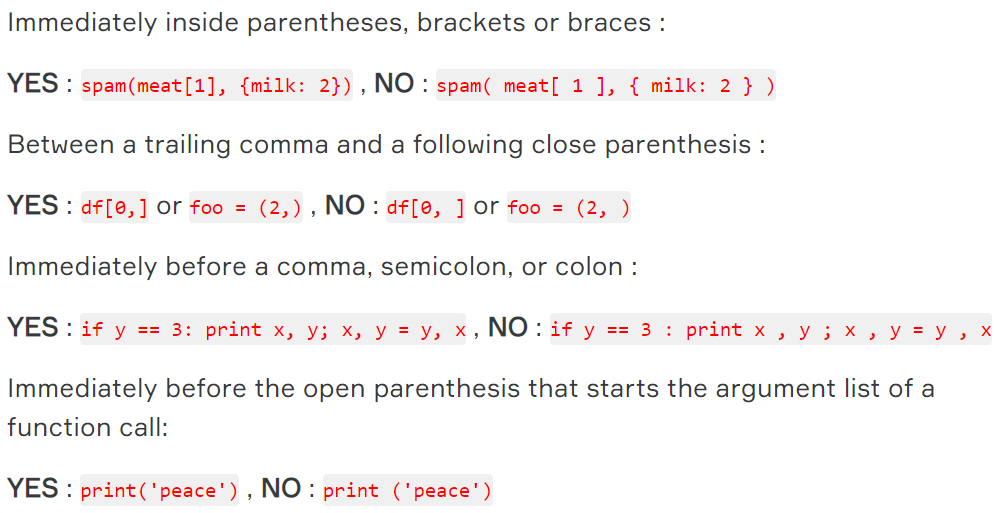 Immediately inside parentheses, brackets or braces :
YES : spam(meat[1], {milk: 2}) , NO : spam( meat[ 1 ], { milk: 2 } )
Between a trailing comma and a following close parenthesis :
YES : df[0,] or foo = (2,) , NO : df[0, ] or foo = (2, )
Immediately before a comma, semicolon, or colon :
YES : if y == 3: print x, y; x, y = y, x , NO : if y == 3 : print x , y ; x , y = y , x
Immediately before the open parenthesis that starts the argument list of a
function call:
YES : print('peace') , NO : print ('peace')